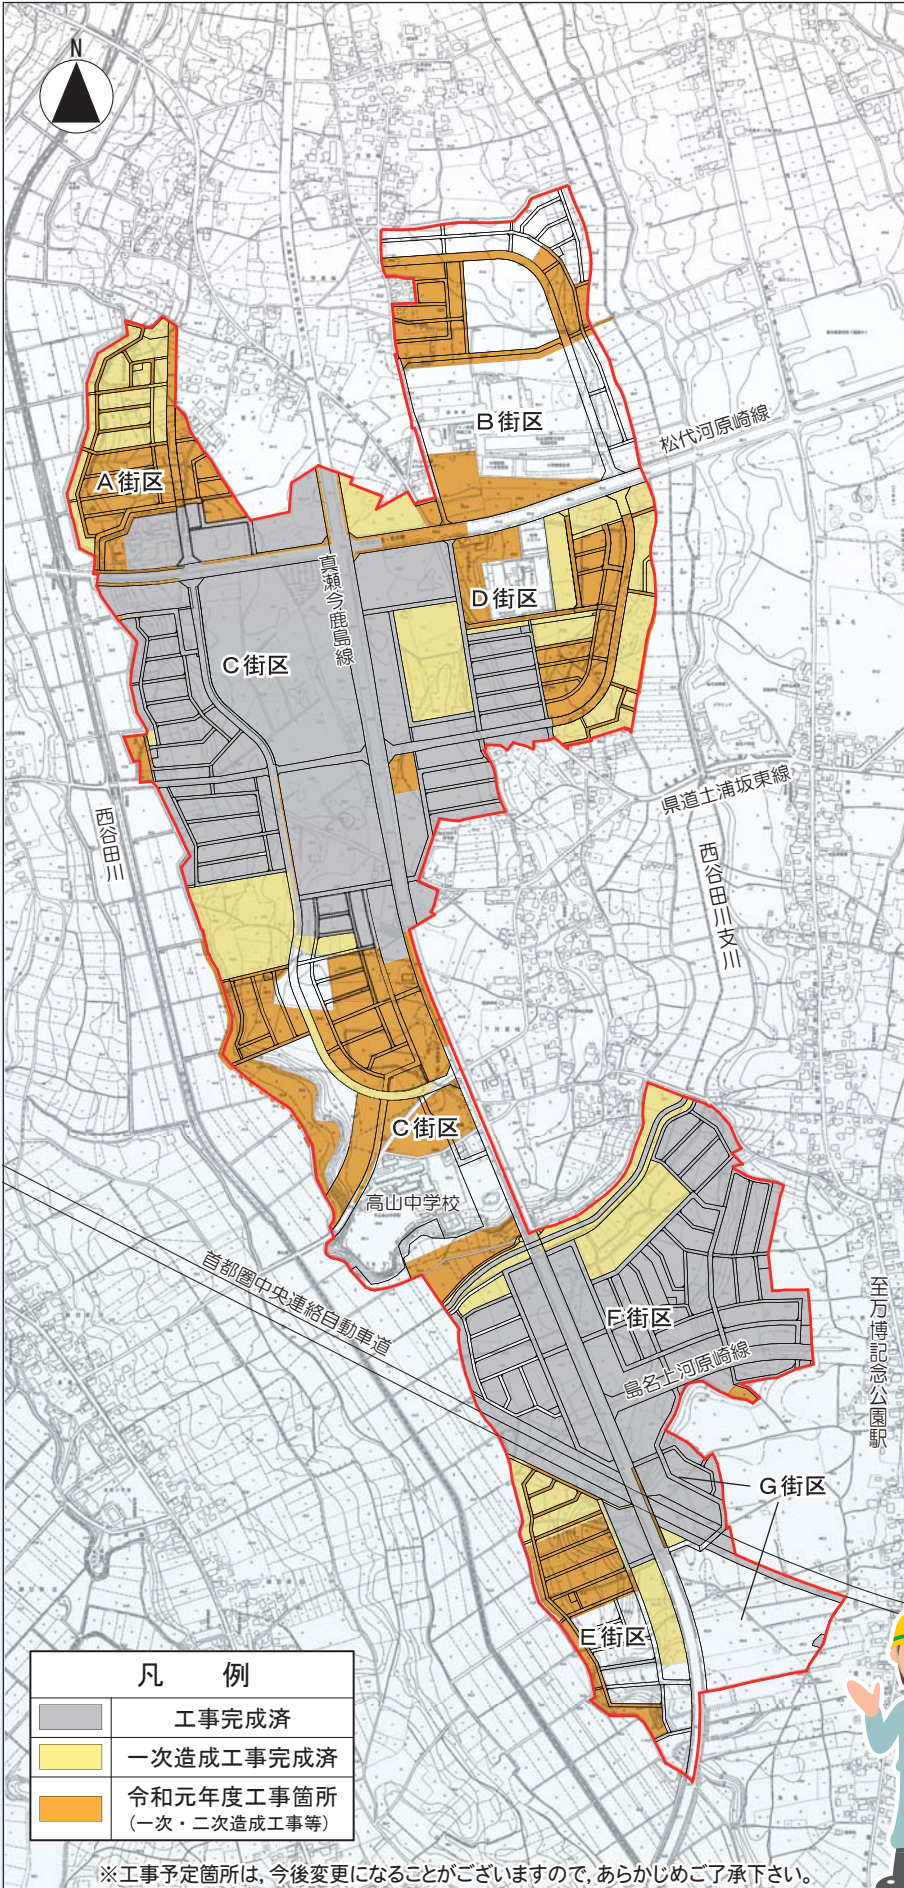 N
B街区
松代河原崎線
A街区
真瀬今鹿島線
D街区
C街区
県道土浦坂東線
西谷田川
西谷田川支川
C街区
高山中学校
首都圏中央連絡自動車道
F街区
島名上河原崎線
至万博記念公園駅
G街区
E街区
凡 例
工事完成済
一次造成工事完成済
令和元年度工事箇所
(一次・二次造成工事等)
※工事予定箇所は,今後変更になることがございますので,あらかじめご了承下さい。